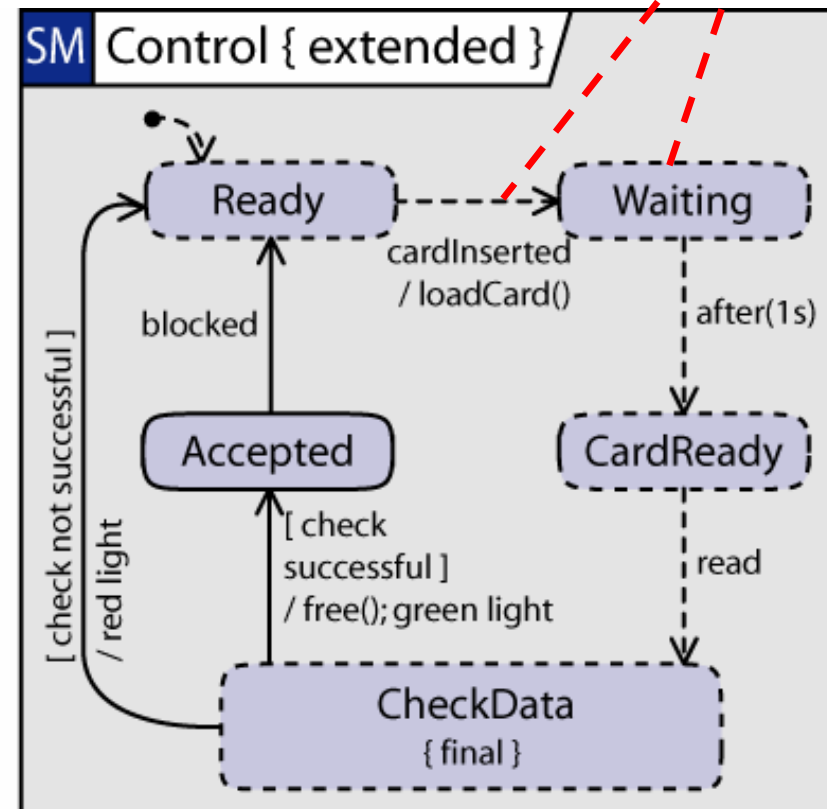 SM
Control { extended }
Ready
Waiting
cardInserted
/ loadCard()
blocked
after(1s)
[ check not successful ]
/ red light
Accepted
CardReady
[ check
successful ]
/ free(); green light
read
CheckData
{ final }